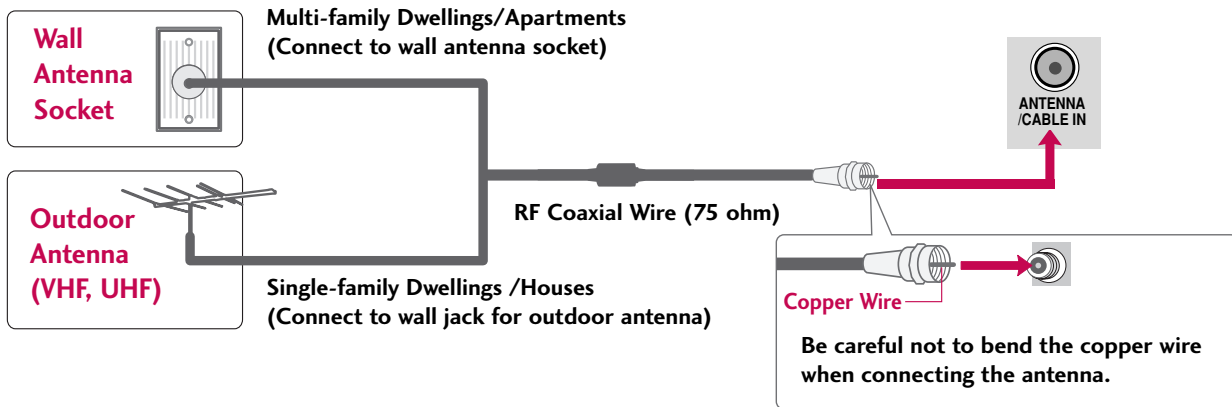 Wall
Antenna
Socket
Multi-family Dwellings/Apartments
(Connect to wall antenna socket)
ANTENNA
/CABLE IN
Outdoor
Antenna
(VHF, UHF)
RF Coaxial Wire (75 ohm)
Single-family Dwellings /Houses
(Connect to wall jack for outdoor antenna)
Copper Wire
Be careful not to bend the copper wire
when connecting the antenna.